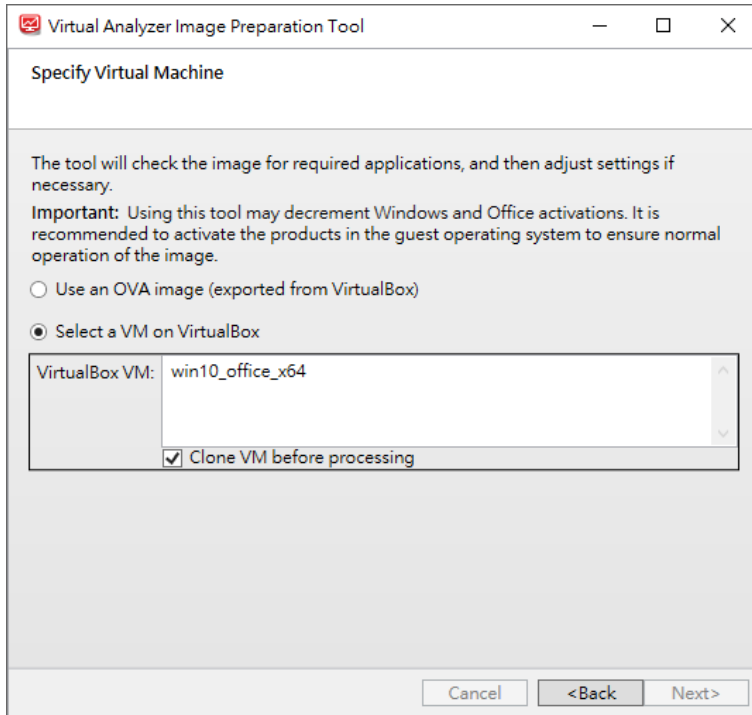 Virtual Analyzer Image Preparation Tool
Specify Virtual Machine
The tool will check the image for required applications, and then adjust settings if
necessary.
Important: Using this tool may decrement Windows and Office activations. It is
recommended to activate the products in the guest operating system to ensure normal
operation of the image.
Use an OVA image (exported from VirtualBox)
Select a VM on VirtualBox
VirtualBox VM: win10_office_x64
Clone VM before processing
Cancel <Back Next>